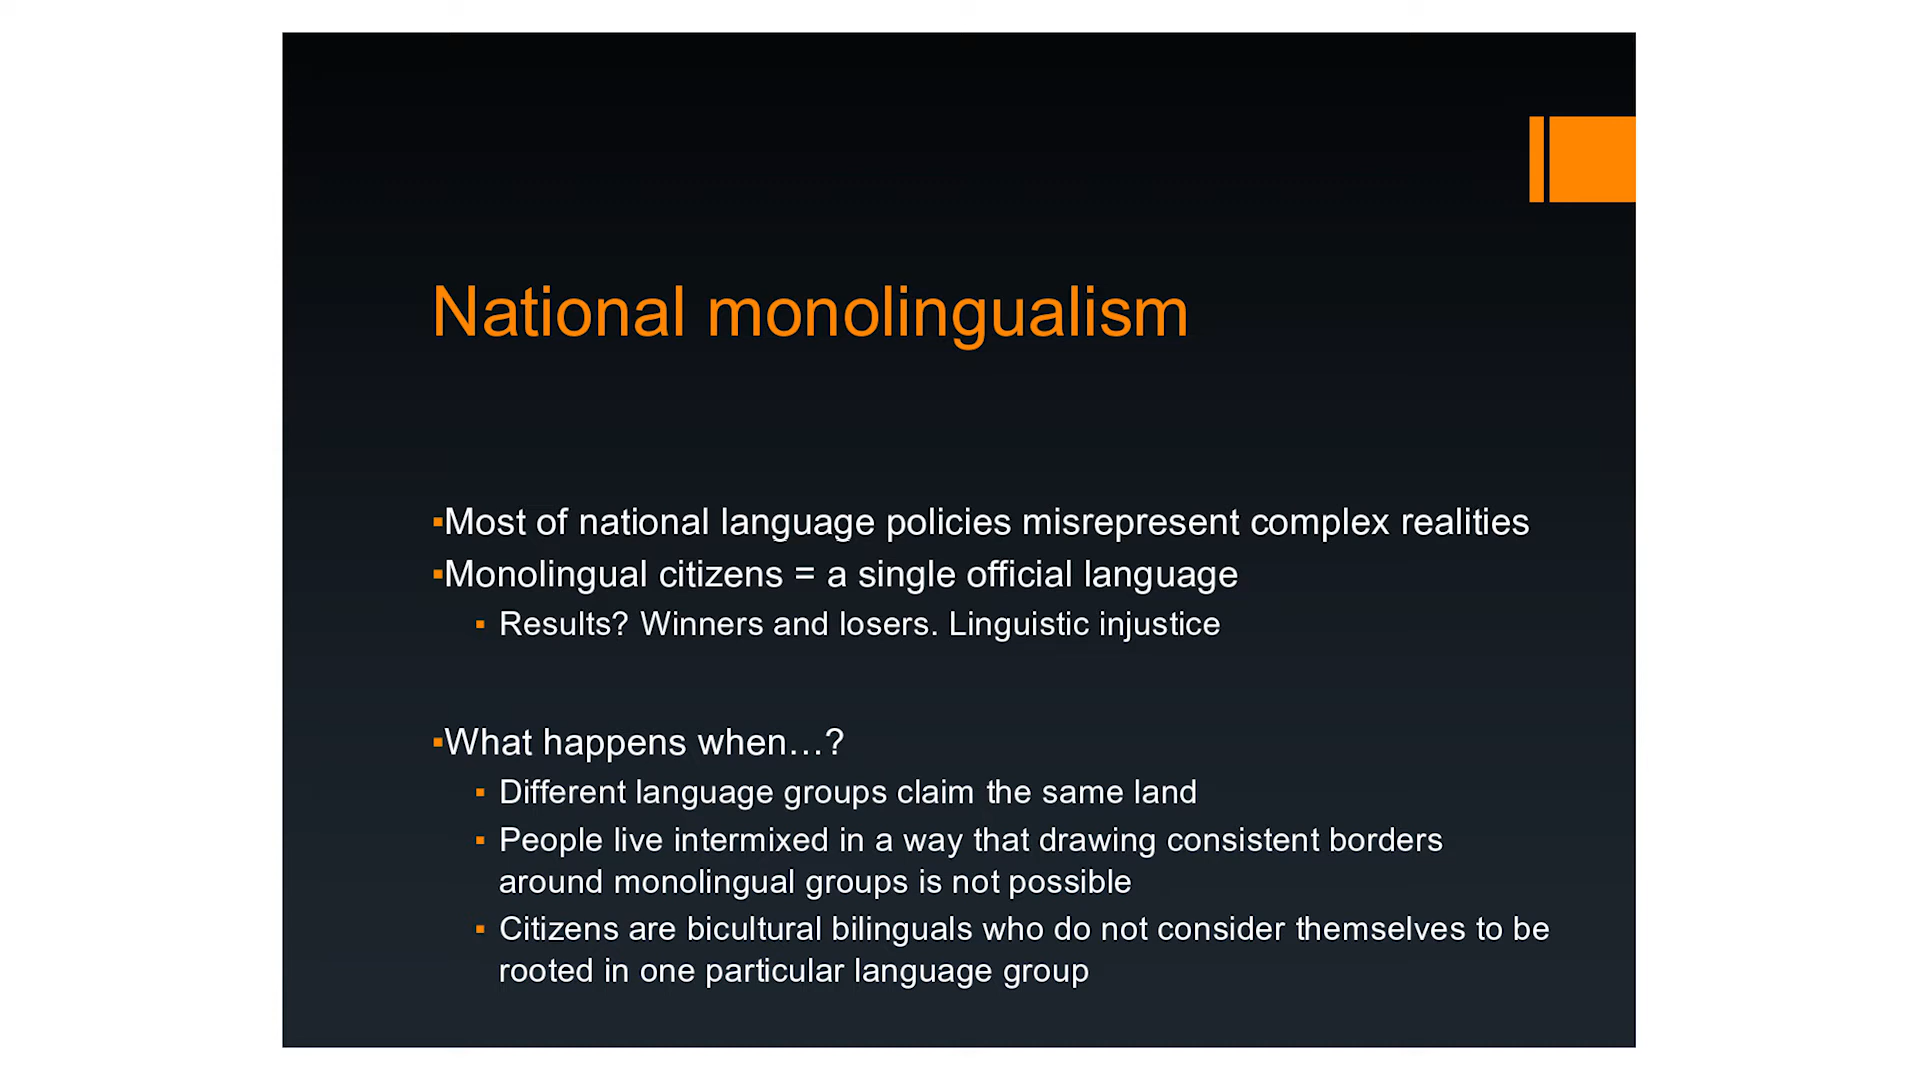 National monolingualism
▪Most of national language policies misrepresent complex realities
▪Monolingual citizens = a single official language
▪ Results? Winners and losers. Linguistic injustice
▪What happens when…?
▪ Different language groups claim the same land
▪ People live intermixed in a way that drawing consistent borders
around monolingual groups is not possible
▪ Citizens are bicultural bilinguals who do not consider themselves to be
rooted in one particular language group